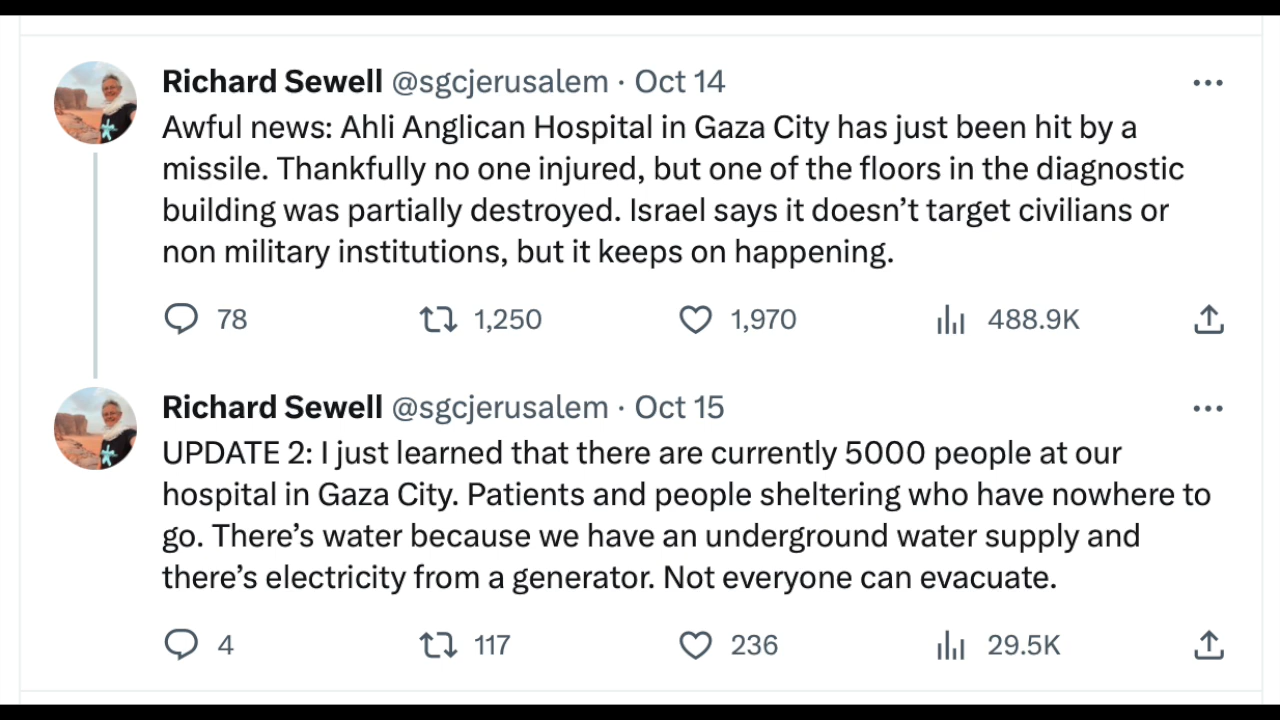 Richard Sewell @sgcjerusalem · Oct 14
Awful news: Ahli Anglican Hospital in Gaza City has just been hit by a
missile. Thankfully no one injured, but one of the floors in the diagnostic
building was partially destroyed. Israel says it doesn’t target civilians or
non military institutions, but it keeps on happening.
78 1,250 1,970 488.9K
Richard Sewell @sgcjerusalem · Oct 15
UPDATE 2: I just learned that there are currently 5000 people at our
hospital in Gaza City. Patients and people sheltering who have nowhere to
go. There’s water because we have an underground water supply and
there’s electricity from a generator. Not everyone can evacuate.
4 117 236 29.5K